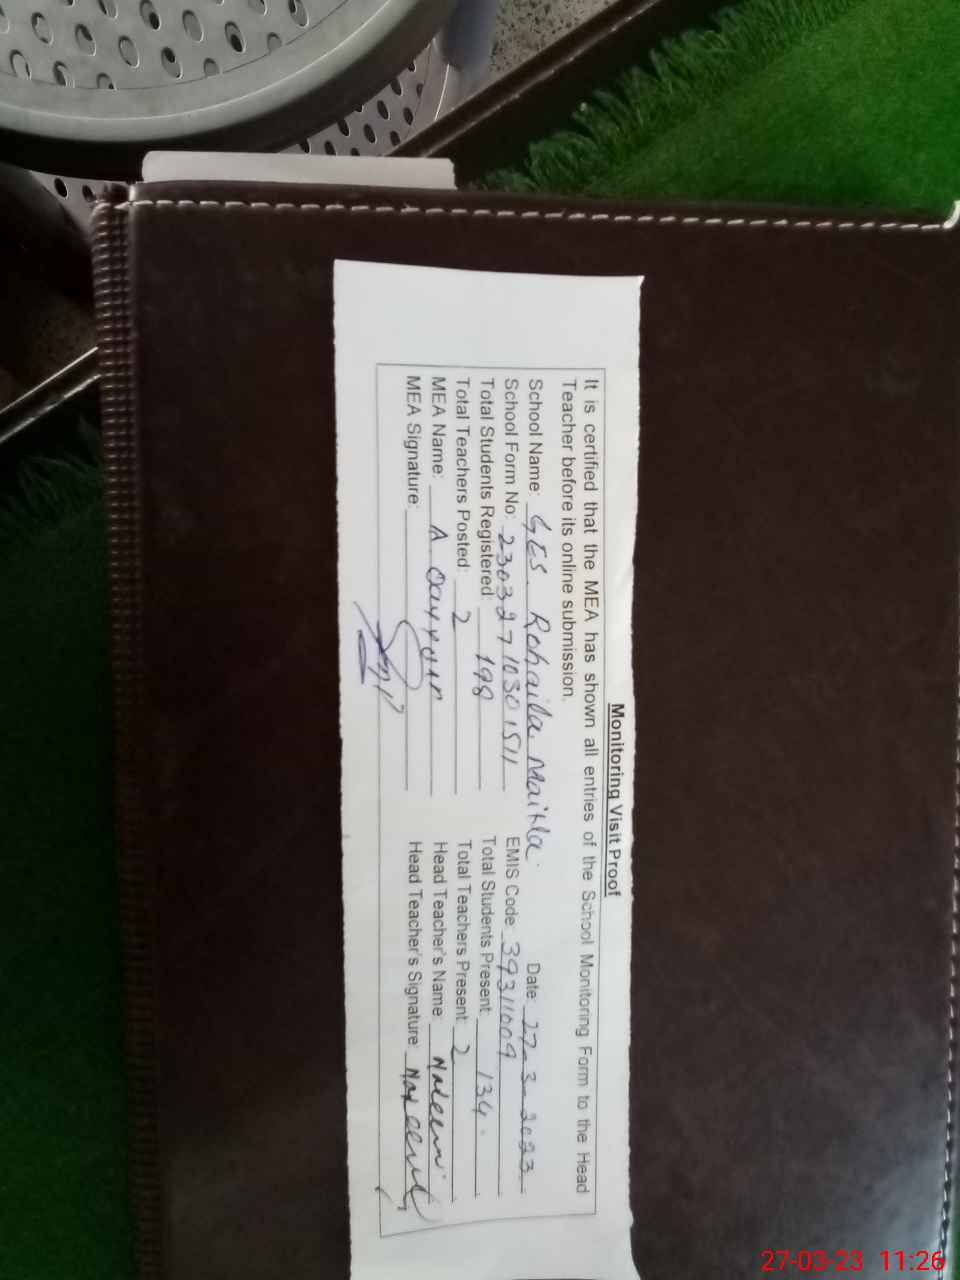 Monitoring Visit Proof
It is certified that the MEA has shown all entries of the School Monitoring Form to the Head
Teacher before its online submission.
School Name: GES. Rohaila Maitla. Date: 27-3-2023
School Form No: 23032710301511 EMIS Code: 39311009
Total Students Registered: 198 Total Students Present: 134.
Total Teachers Posted: 2 Total Teachers Present: 2
MEA Name: A. Qayyum Head Teacher's Name:
MEA Signature: Head Teacher's Signature:
27-03-23 11:26